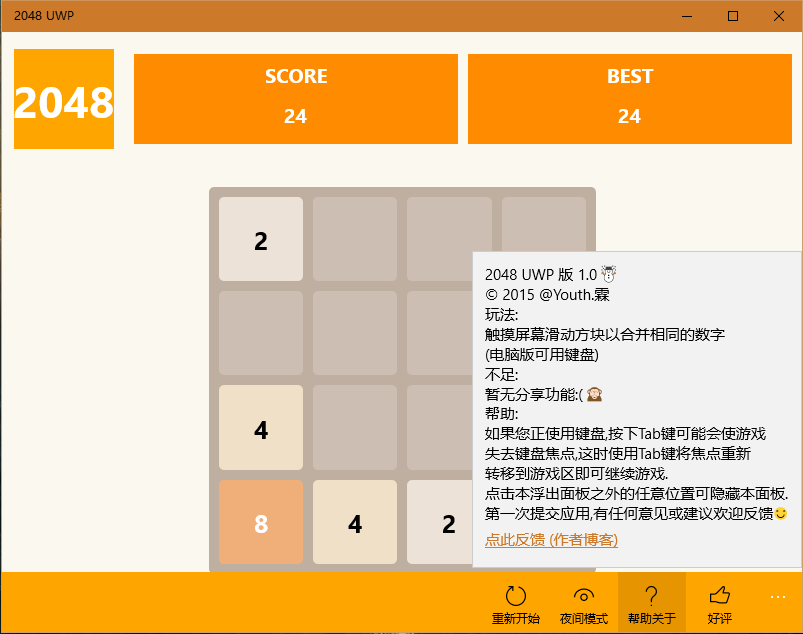 2048 UWP
2048
SCORE
24
BEST
24
2
4
8
4
2
2048 UWP 版 1.0
© 2015 @Youth.霖
玩法:
触摸屏幕滑动方块以合并相同的数字
(电脑版可用键盘)
不足:
暂无分享功能:(
帮助:
如果您正使用键盘,按下Tab键可能会使游戏
失去键盘焦点,这时使用Tab键将焦点重新
转移到游戏区即可继续游戏.
点击本浮出面板之外的任意位置可隐藏本面板.
第一次提交应用,有任何意见或建议欢迎反馈
点此反馈 (作者博客)
重新开始
夜间模式
帮助关于
好评